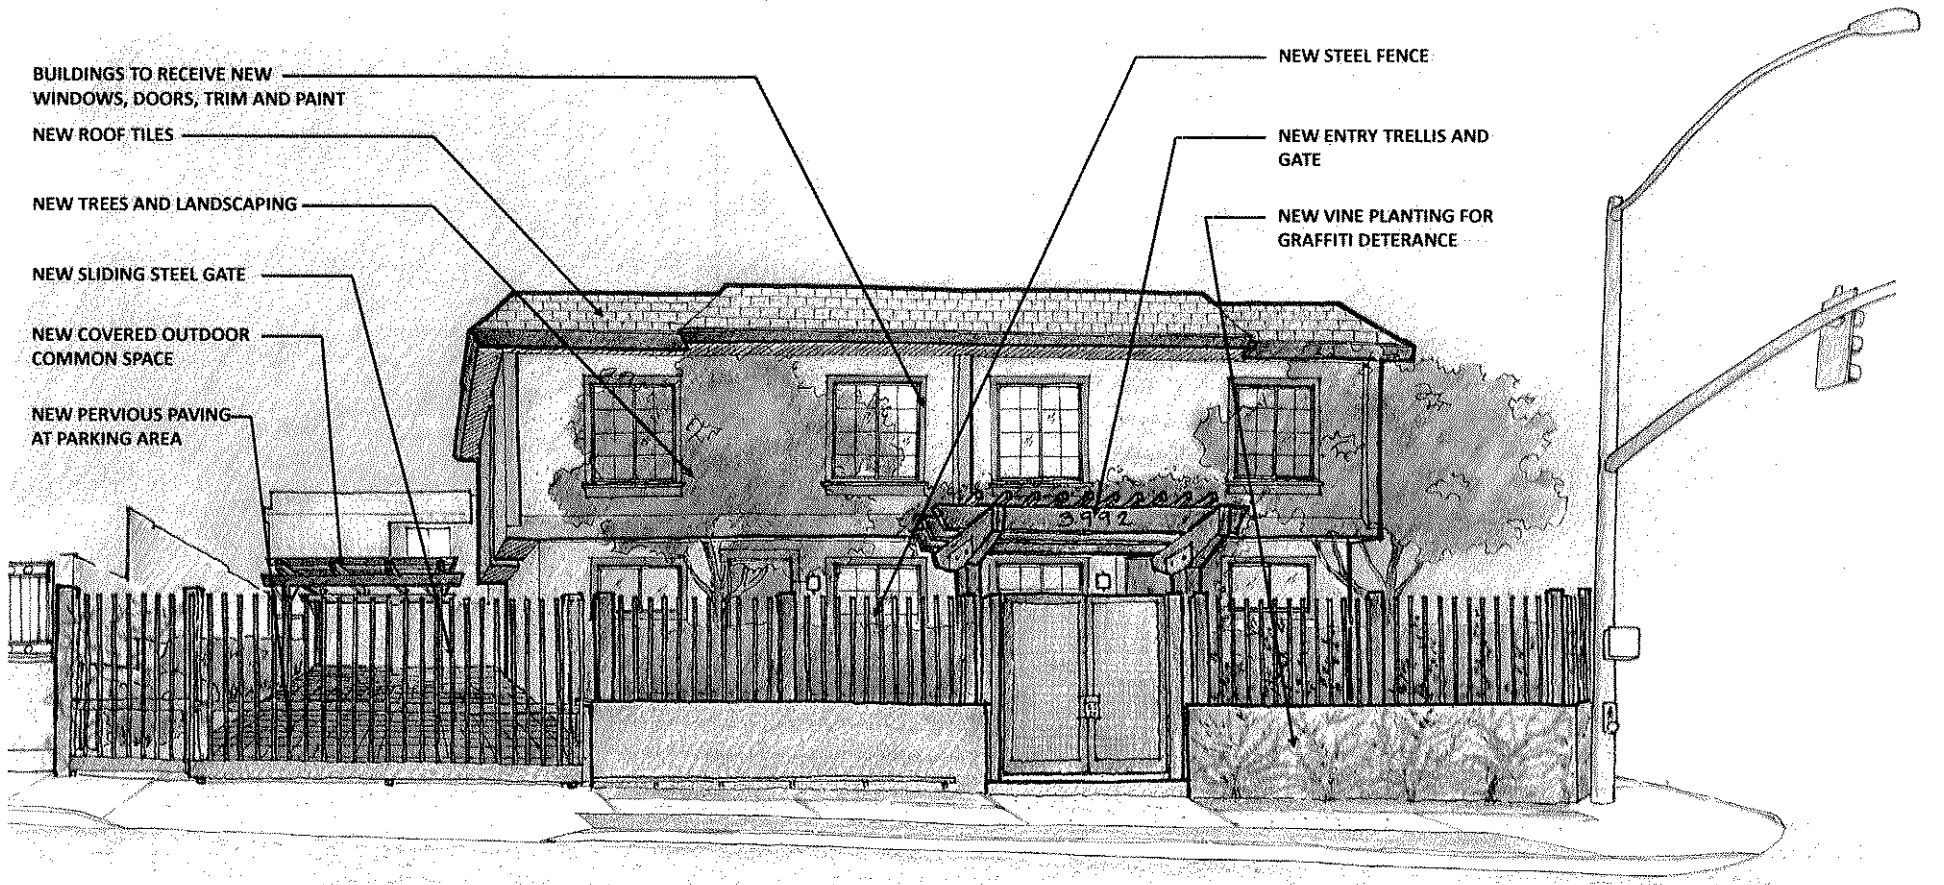 BUILDINGS TO RECEIVE NEW
WINDOWS, DOORS, TRIM AND PAINT
NEW ROOF TILES
NEW TREES AND LANDSCAPING
NEW SLIDING STEEL GATE
NEW COVERED OUTDOOR
COMMON SPACE
NEW PERVIOUS PAVING
AT PARKING AREA
NEW STEEL FENCE
NEW ENTRY TRELLIS AND
GATE
NEW VINE PLANTING FOR
GRAFFITI DETERANCE
3992